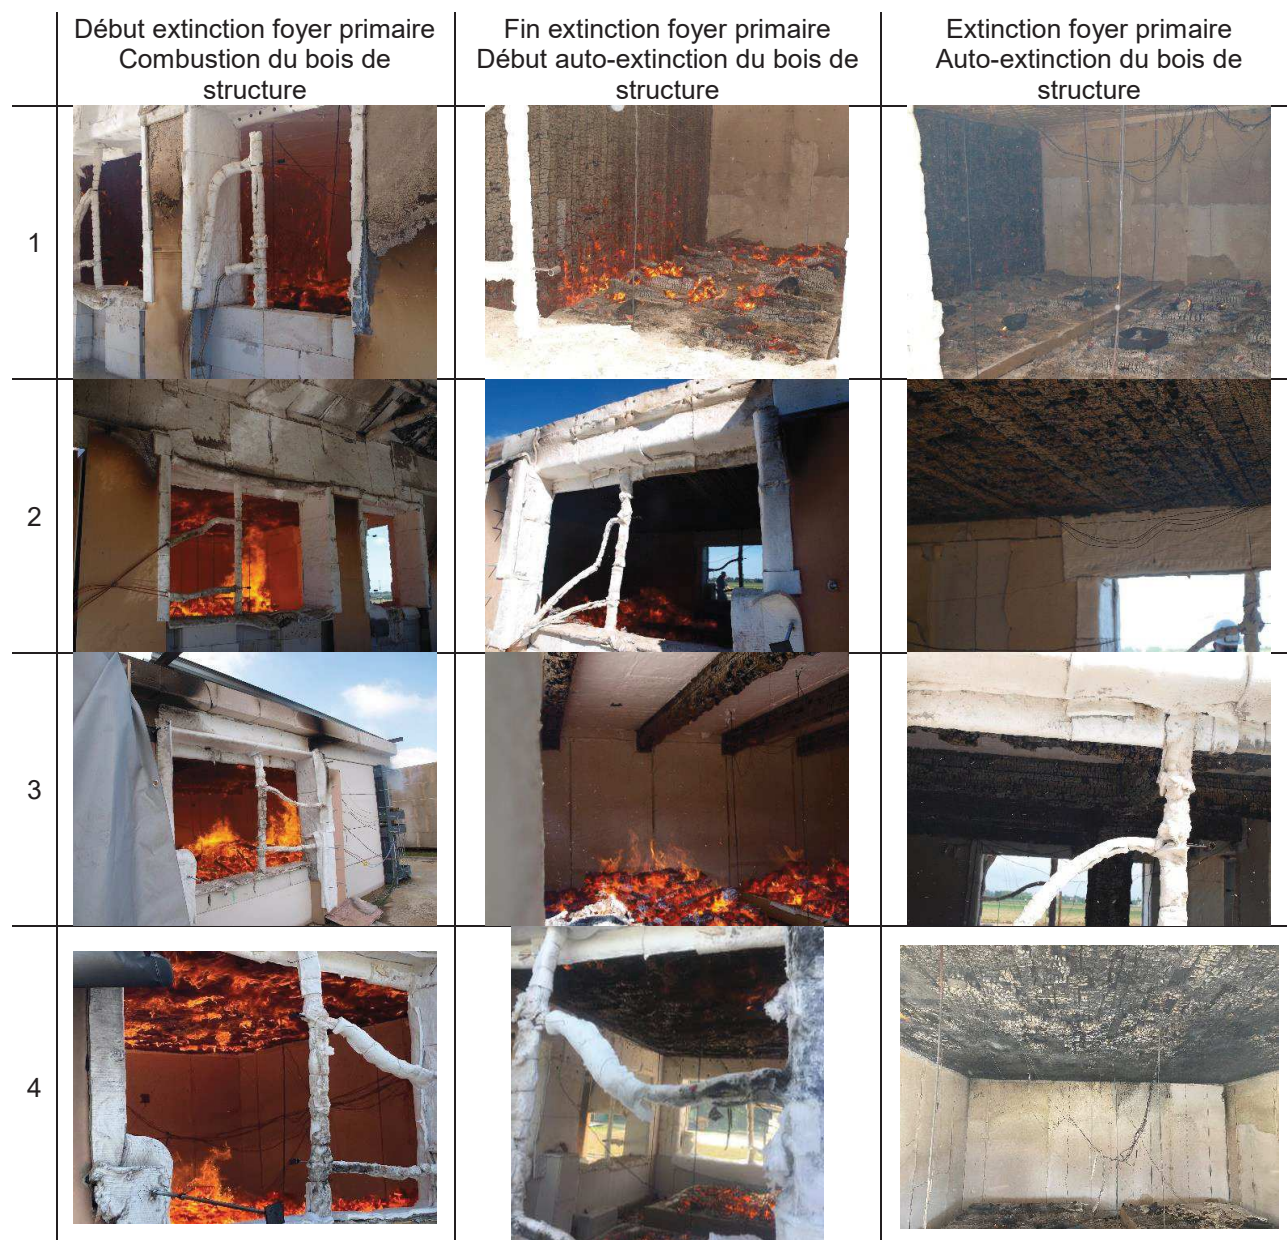 Début extinction foyer primaire
Combustion du bois de
structure
Fin extinction foyer primaire
Début auto-extinction du bois de
structure
Extinction foyer primaire
Auto-extinction du bois de
structure
1
2
3
4